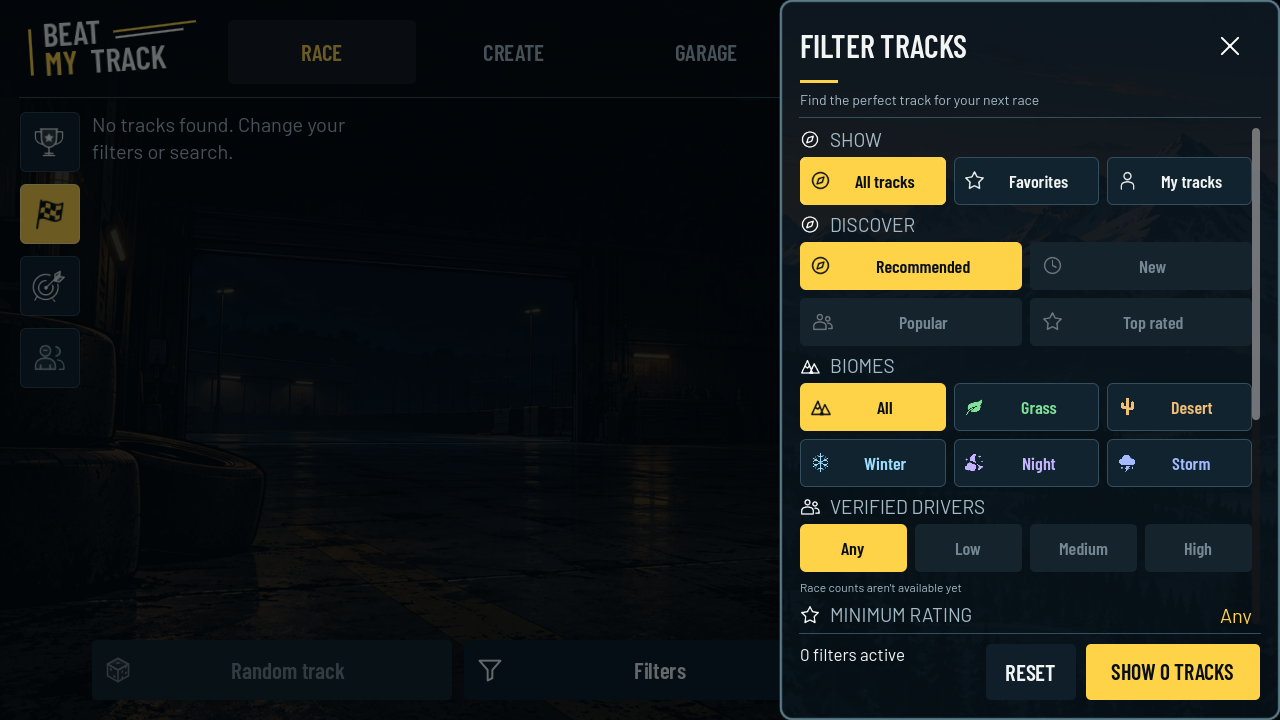 BEAT
MY TRACK
RACE
CREATE
GARAGE
No tracks found. Change your
filters or search.
Random track
Filters
FILTER TRACKS
Find the perfect track for your next race
SHOW
All tracks
Favorites
My tracks
DISCOVER
Recommended
New
Popular
Top rated
BIOMES
All
Grass
Desert
Winter
Night
Storm
VERIFIED DRIVERS
Any
Low
Medium
High
Race counts aren't available yet
MINIMUM RATING
Any
0 filters active
RESET
SHOW 0 TRACKS